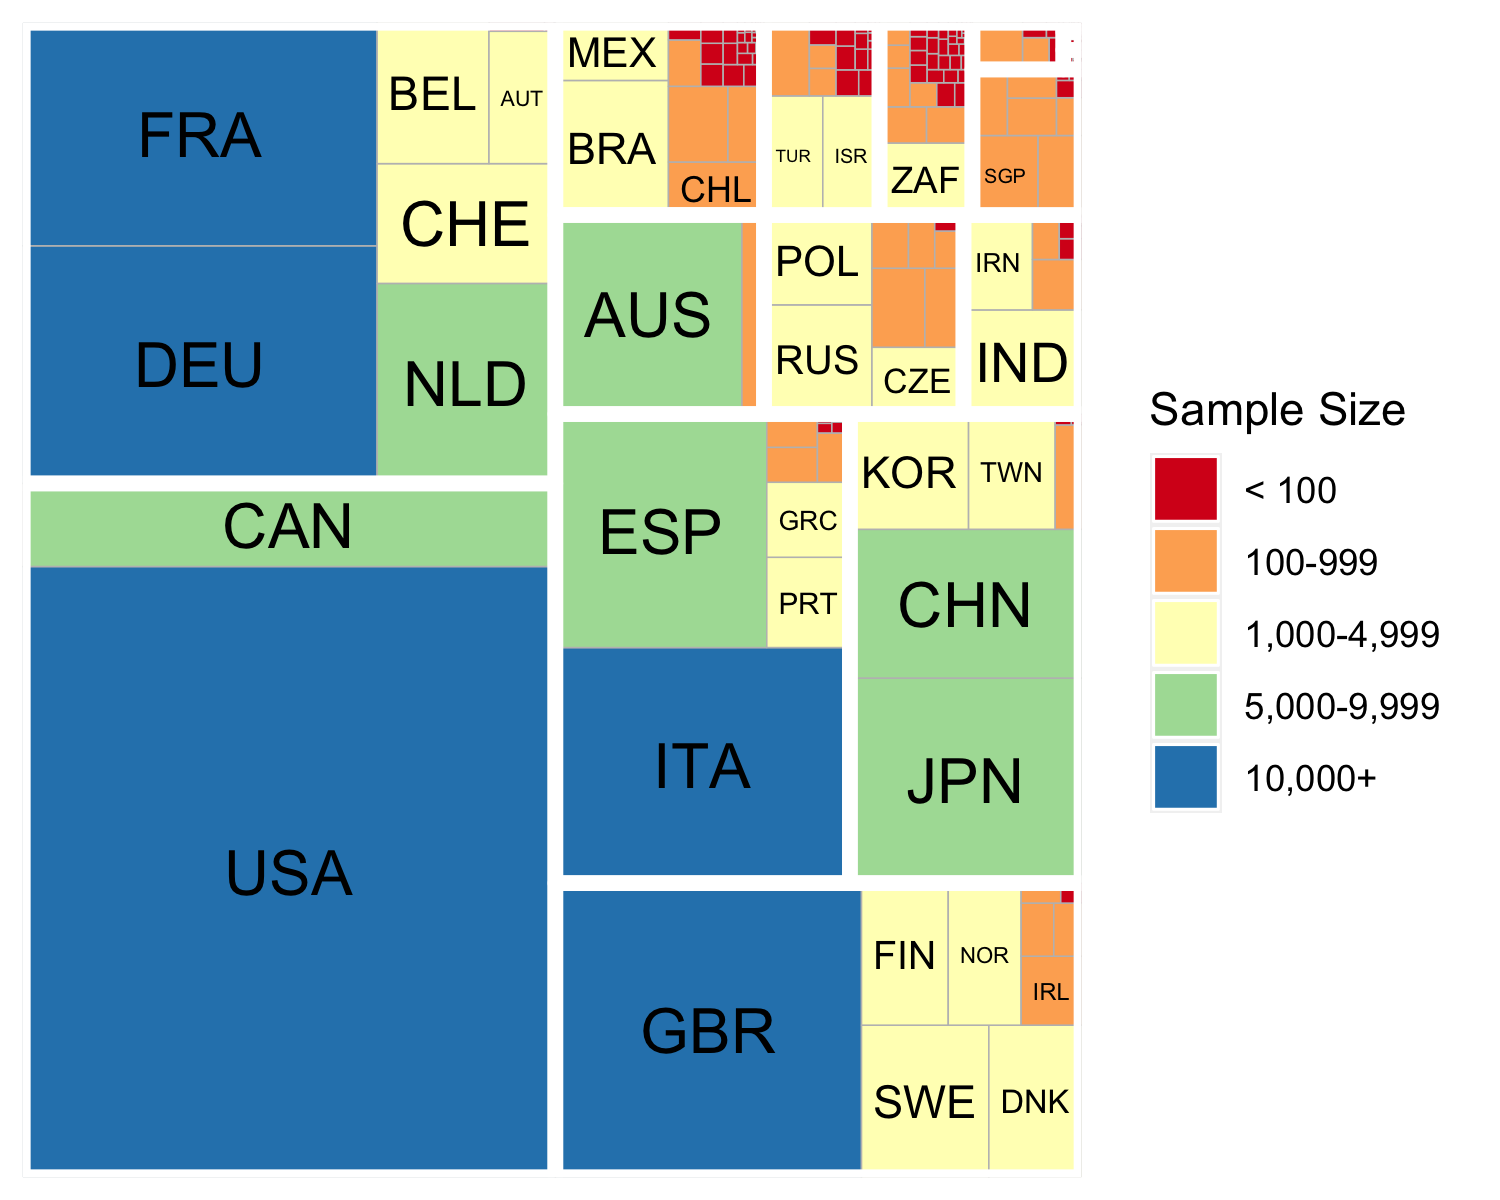 FRA
BEL
AUT
CHE
DEU
NLD
CAN
USA
MEX
BRA
CHL
TUR
ISR
ZAF
SGP
AUS
POL
RUS
CZE
IRN
IND
ESP
GRC
PRT
ITA
KOR
TWN
CHN
JPN
GBR
FIN
NOR
IRL
SWE
DNK
Sample Size
< 100
100-999
1,000-4,999
5,000-9,999
10,000+